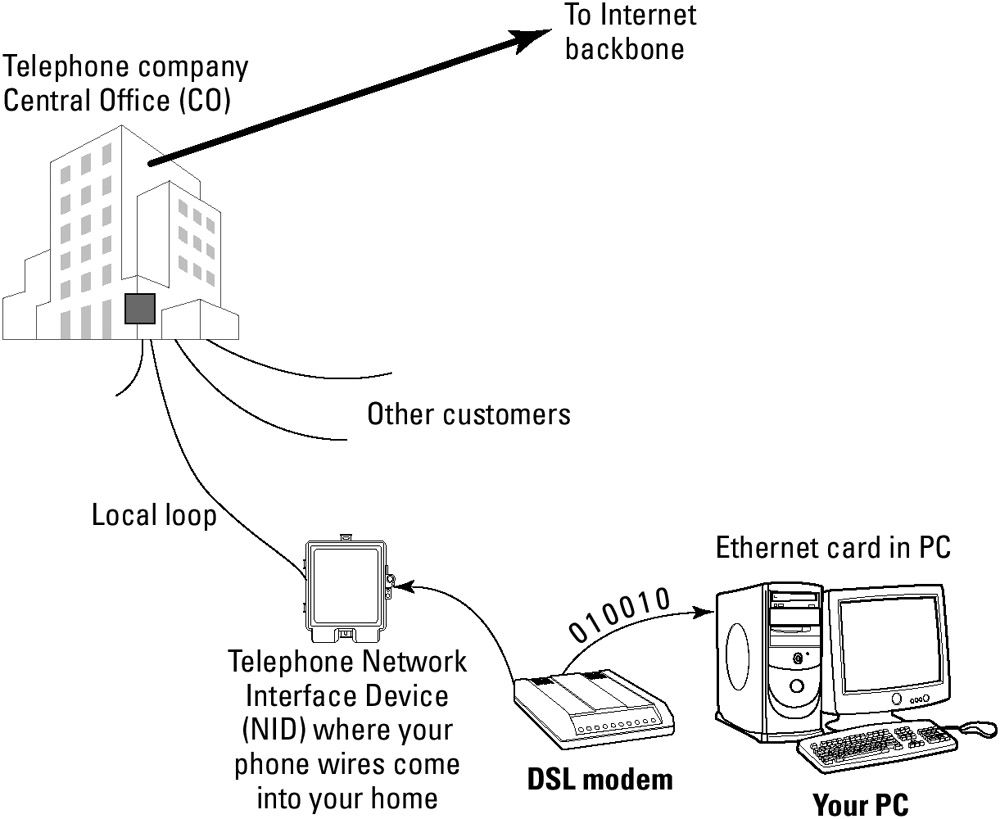 To Internet
backbone
Telephone company
Central Office (CO)
Other customers
Local loop
Ethernet card in PC
010010
Telephone Network
Interface Device
(NID) where your
phone wires come
into your home
DSL modem
Your PC